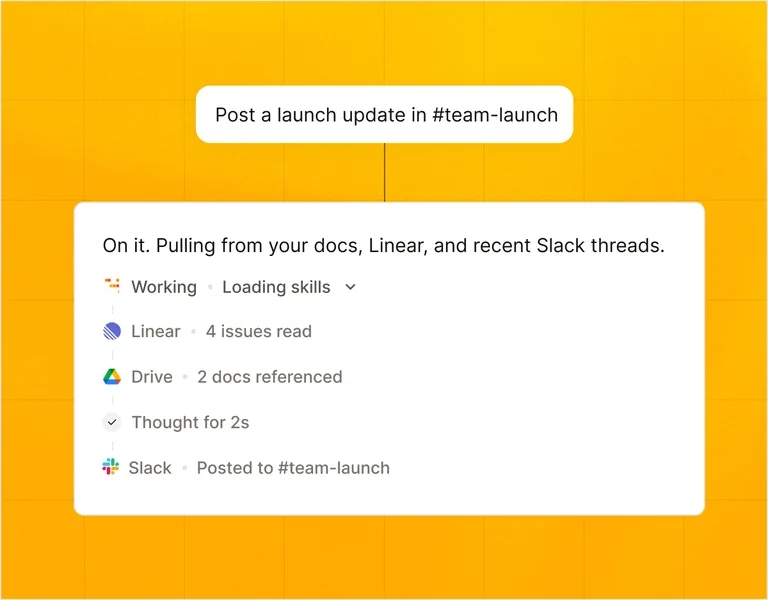 Post a launch update in #team-launch
On it. Pulling from your docs, Linear, and recent Slack threads.
Working • Loading skills
Linear • 4 issues read
Drive • 2 docs referenced
Thought for 2s
Slack • Posted to #team-launch